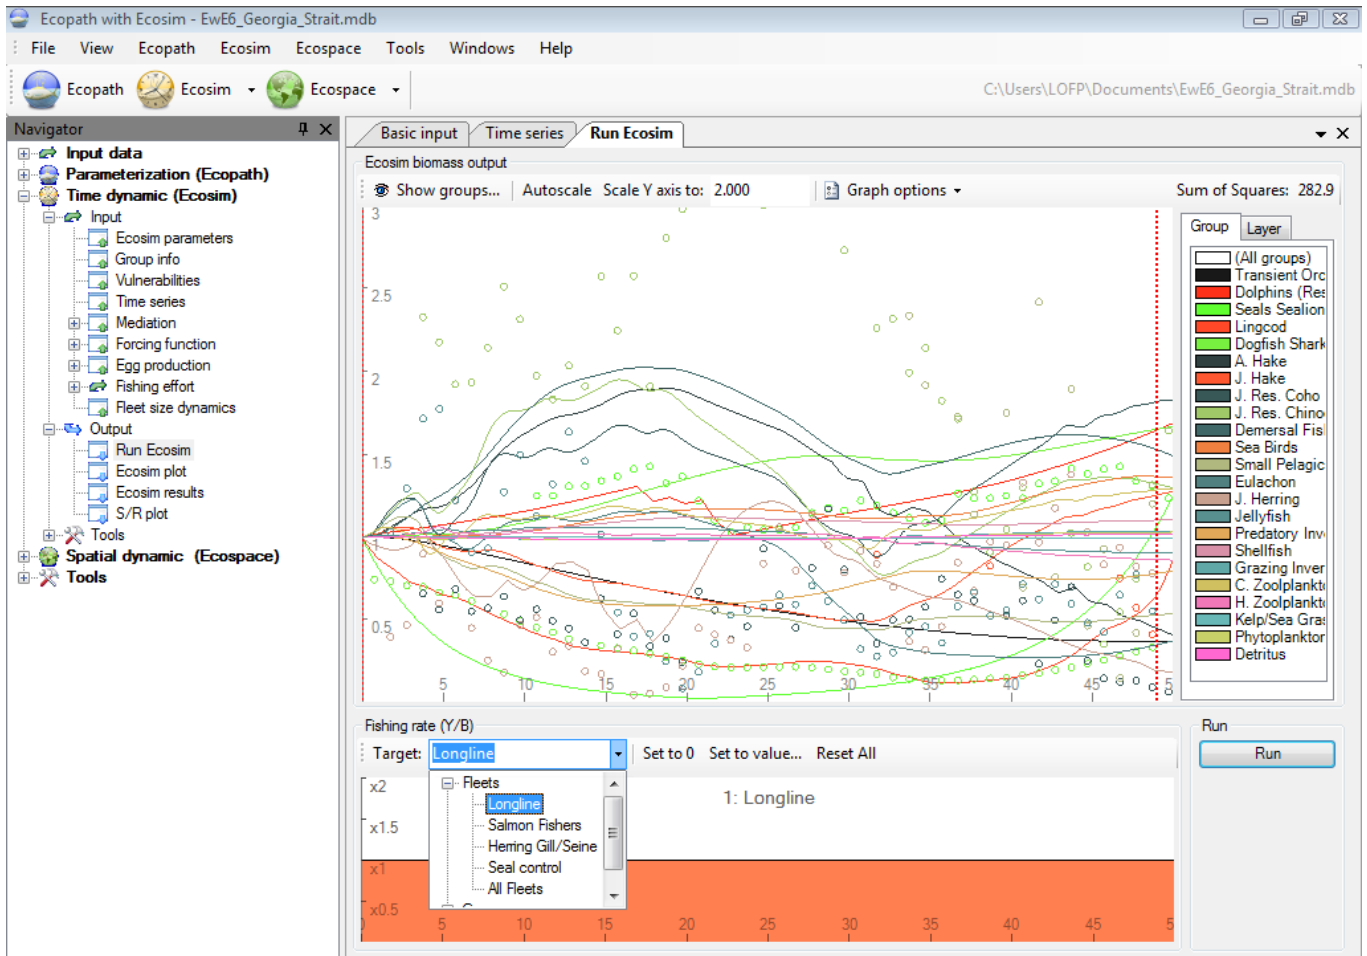 Ecopath with Ecosim - EwE6_Georgia_Strait.mdb
File View Ecopath Ecosim Ecospace Tools Windows Help
Ecopath Ecosim Ecospace C:\Users\LOFP\Documents\EwE6_Georgia_Strait.mdb
Navigator
Input data
Parameterization (Ecopath)
Time dynamic (Ecosim)
Input
Ecosim parameters
Group info
Vulnerabilities
Time series
Mediation
Forcing function
Egg production
Fishing effort
Fleet size dynamics
Output
Run Ecosim
Ecosim plot
Ecosim results
S/R plot
Tools
Spatial dynamic (Ecospace)
Tools
Basic input Time series Run Ecosim
Ecosim biomass output
Show groups... Autoscale Scale Y axis to: 2.000 Graph options Sum of Squares: 282.9
3
2.5
2
1.5
1
0.5
5 10 15 20 25 30 35 40 45 5
Group Layer
(All groups)
Transient Orc
Dolphins (Res
Seals Sealion
Lingcod
Dogfish Shark
A. Hake
J. Hake
J. Res. Coho
J. Res. Chino
Demersal Fis
Sea Birds
Small Pelagic
Eulachon
J. Herring
Jellyfish
Predatory Inv
Shellfish
Grazing Inver
C. Zooplankt
H. Zooplankt
Kelp/Sea Gra
Phytoplankton
Detritus
Fishing rate (Y/B)
Target: Longline Set to 0 Set to value... Reset All
Fleets
Longline
Salmon Fishers
Herring Gill/Seine
Seal control
All Fleets
1: Longline
x2
x1.5
x1
x0.5
0 5 10 15 20 25 30 35 40 45 5
Run
Run